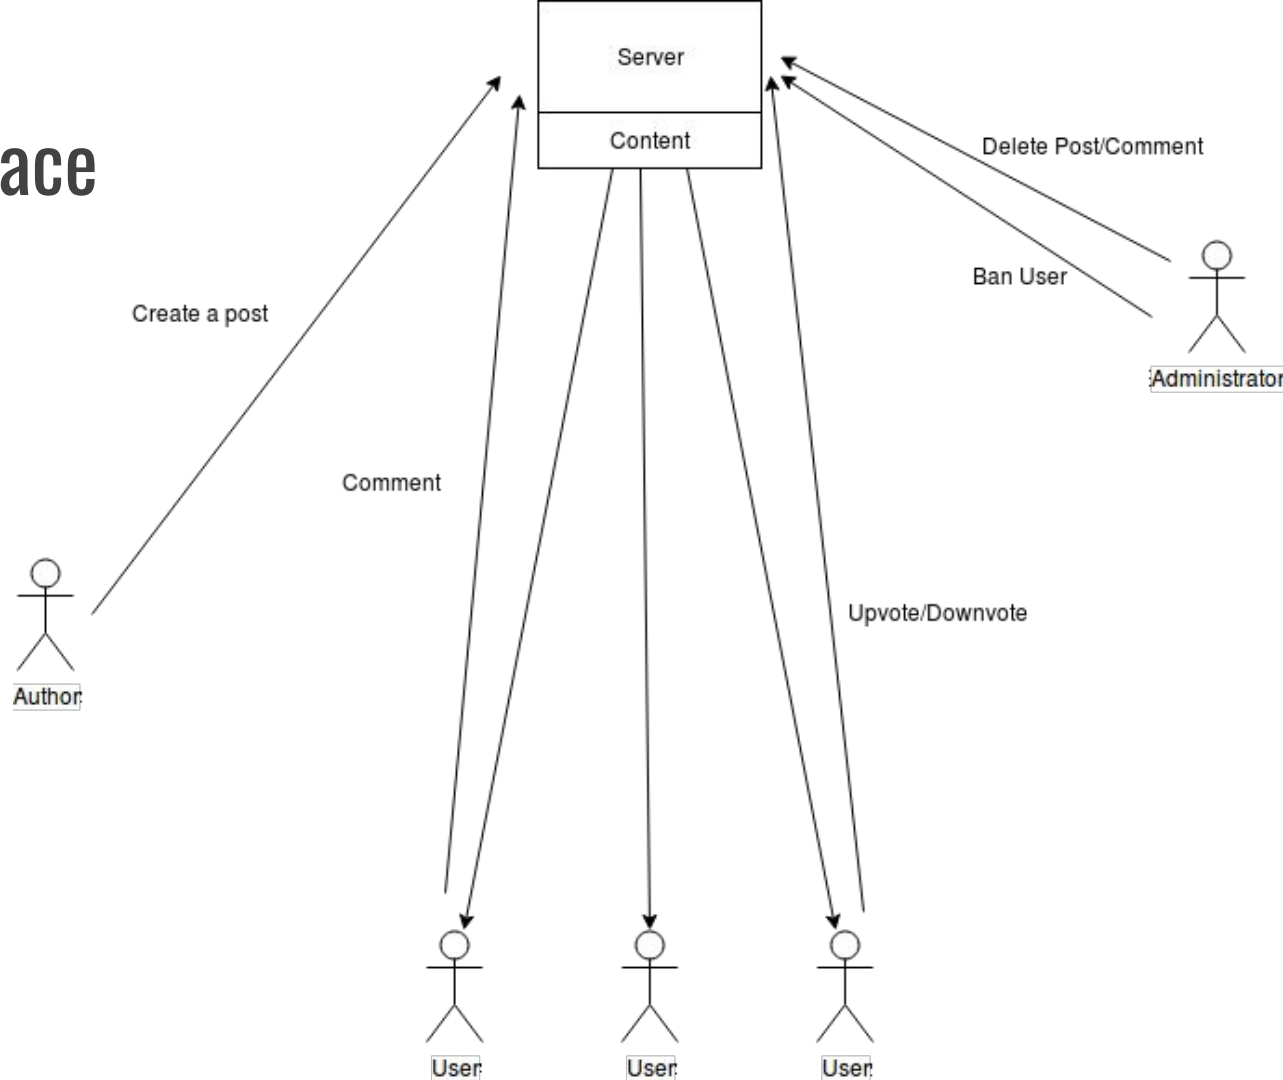 Server
Content
ace
Delete Post/Comment
Ban User
Create a post
Administrator
Comment
Upvote/Downvote
Author
User
User
User